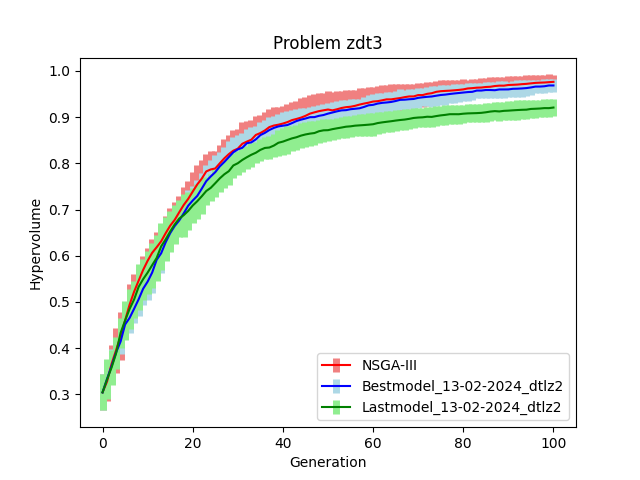 Problem zdt3
Hypervolume
1.0
0.9
0.8
0.7
0.6
0.5
0.4
0.3
NSGA-III
Bestmodel_13-02-2024_dtlz2
Lastmodel_13-02-2024_dtlz2
0 20 40 60 80 100
Generation